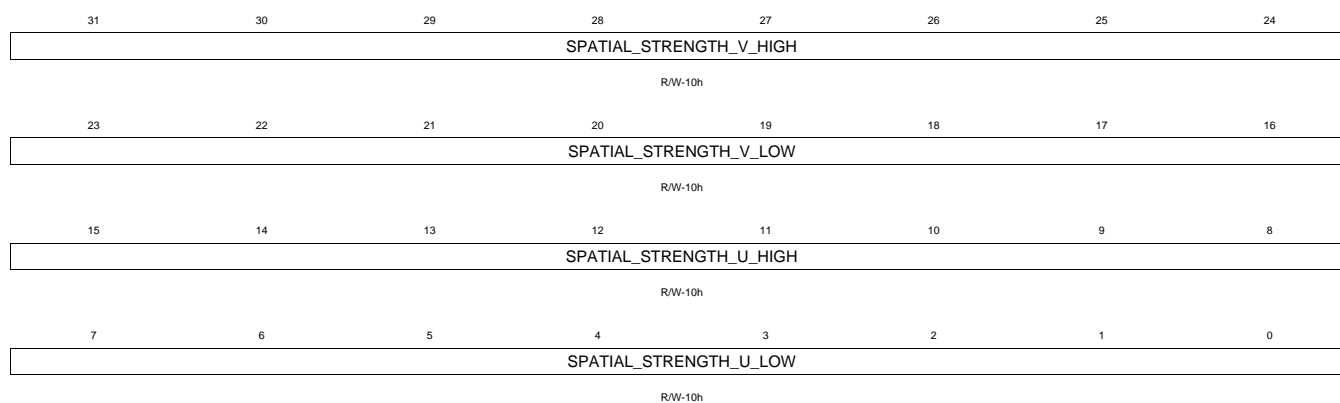 31 30 29 28 27 26 25 24
SPATIAL_STRENGTH_V_HIGH
R/W-10h
23 22 21 20 19 18 17 16
SPATIAL_STRENGTH_V_LOW
R/W-10h
15 14 13 12 11 10 9 8
SPATIAL_STRENGTH_U_HIGH
R/W-10h
7 6 5 4 3 2 1 0
SPATIAL_STRENGTH_U_LOW
R/W-10h